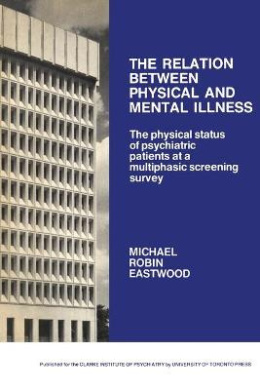 THE RELATION
BETWEEN
PHYSICAL AND
MENTAL ILLNESS
The physical status
of psychiatric
patients at a
multiphasic screening
survey
MICHAEL
ROBIN
EASTWOOD
Published for the CLARKE INSTITUTE OF PSYCHIATRY by UNIVERSITY OF TORONTO PRESS